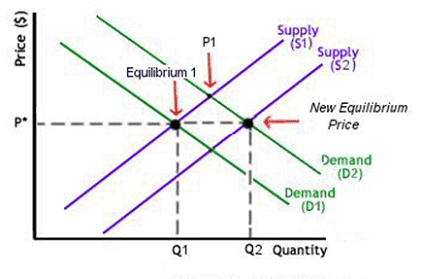 Price ($)
Supply
(S1)
P1
Supply
(S2)
Equilibrium 1
New Equilibrium
Price
P*
Demand
(D2)
Demand
(D1)
Q1
Q2
Quantity